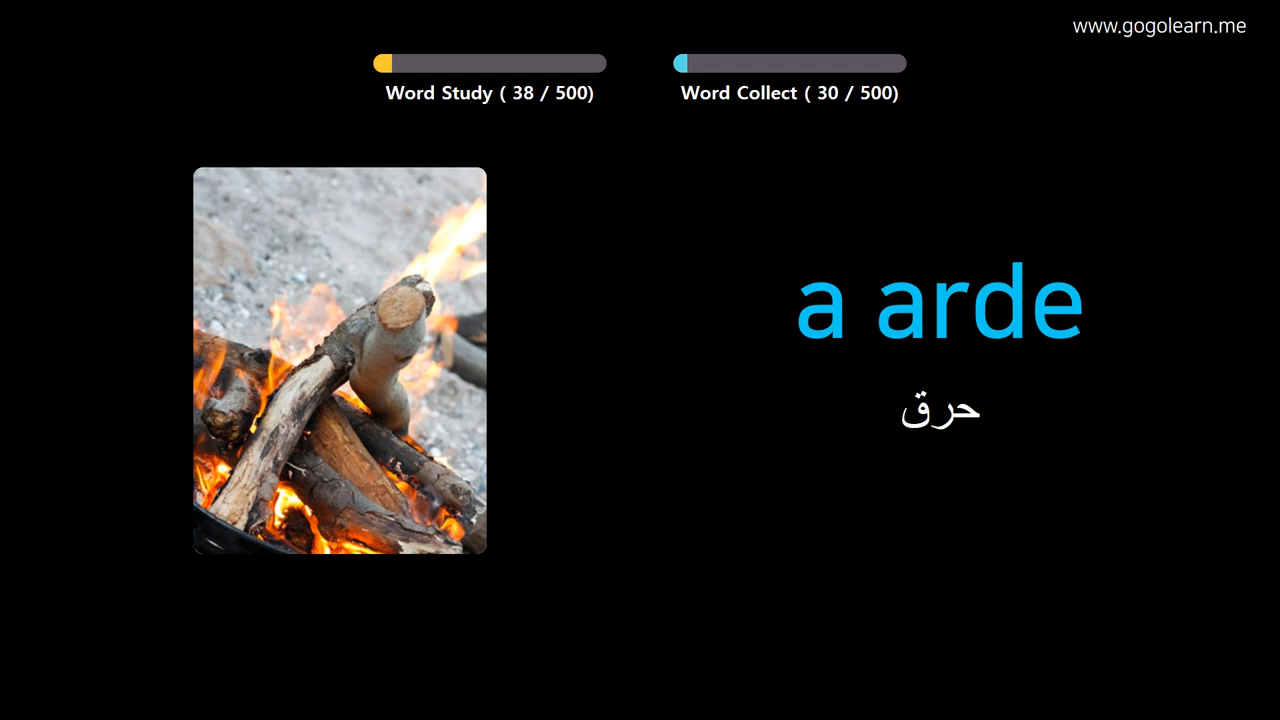 www.gogolearn.me
Word Study ( 38 / 500)
Word Collect ( 30 / 500)
a arde
حرق